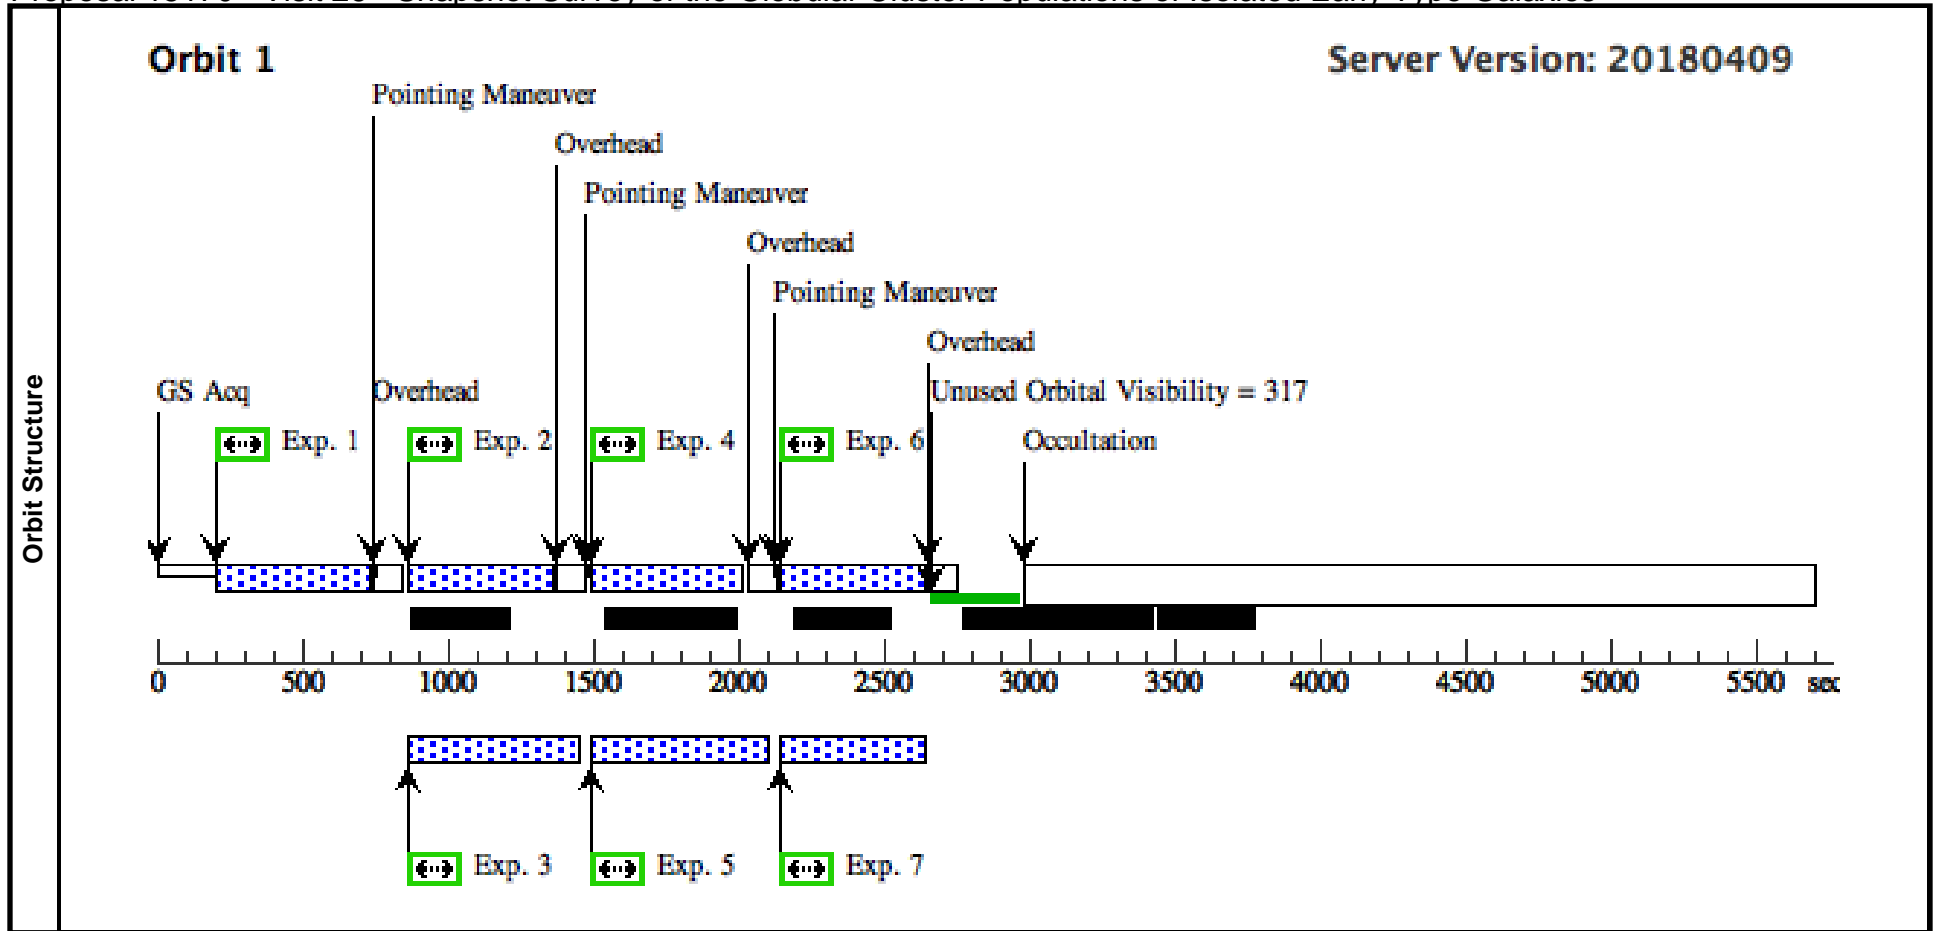 Orbit 1
Server Version: 20180409
Pointing Maneuver
Overhead
Pointing Maneuver
Overhead
Pointing Maneuver
Overhead
GS Acq
Overhead
Unused Orbital Visibility = 317
Exp. 1
Exp. 2
Exp. 4
Exp. 6
Occultation
Orbit Structure
0 500 1000 1500 2000 2500 3000 3500 4000 4500 5000 5500 sec
Exp. 3
Exp. 5
Exp. 7